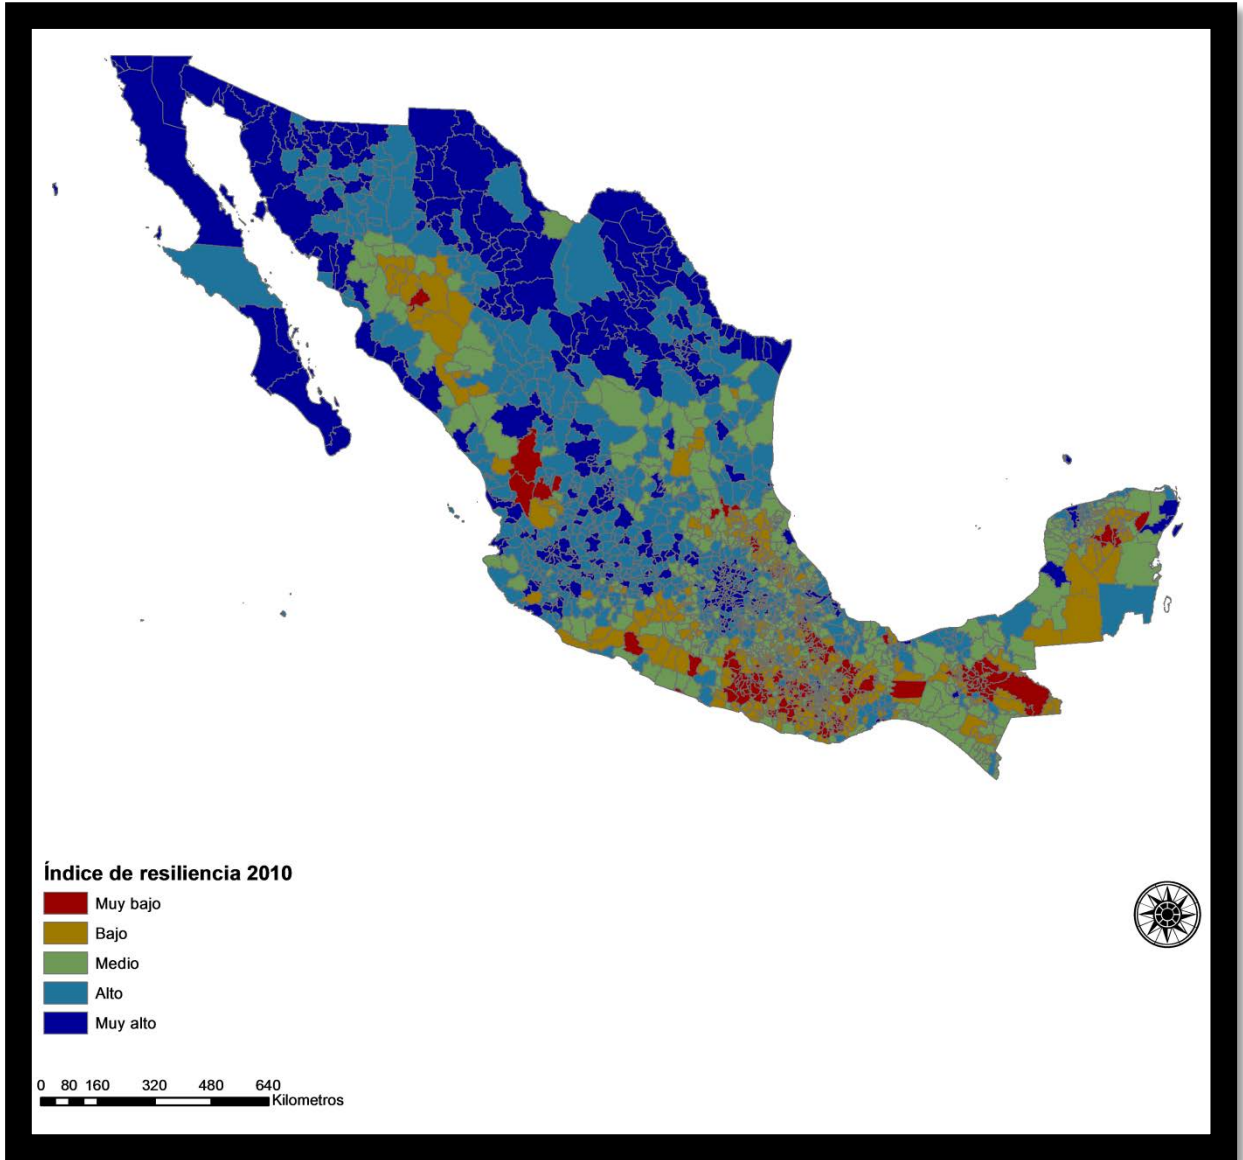 Índice de resiliencia 2010
Muy bajo
Bajo
Medio
Alto
Muy alto
0 80 160 320 480 640
Kilometros